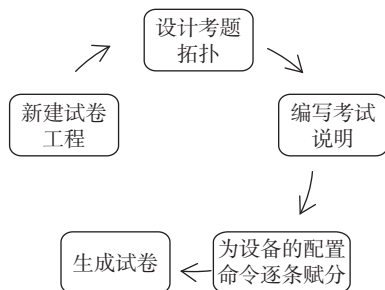 设计考题
拓扑
新建试卷
工程
编写考试
说明
生成试卷
为设备的配置
命令逐条赋分